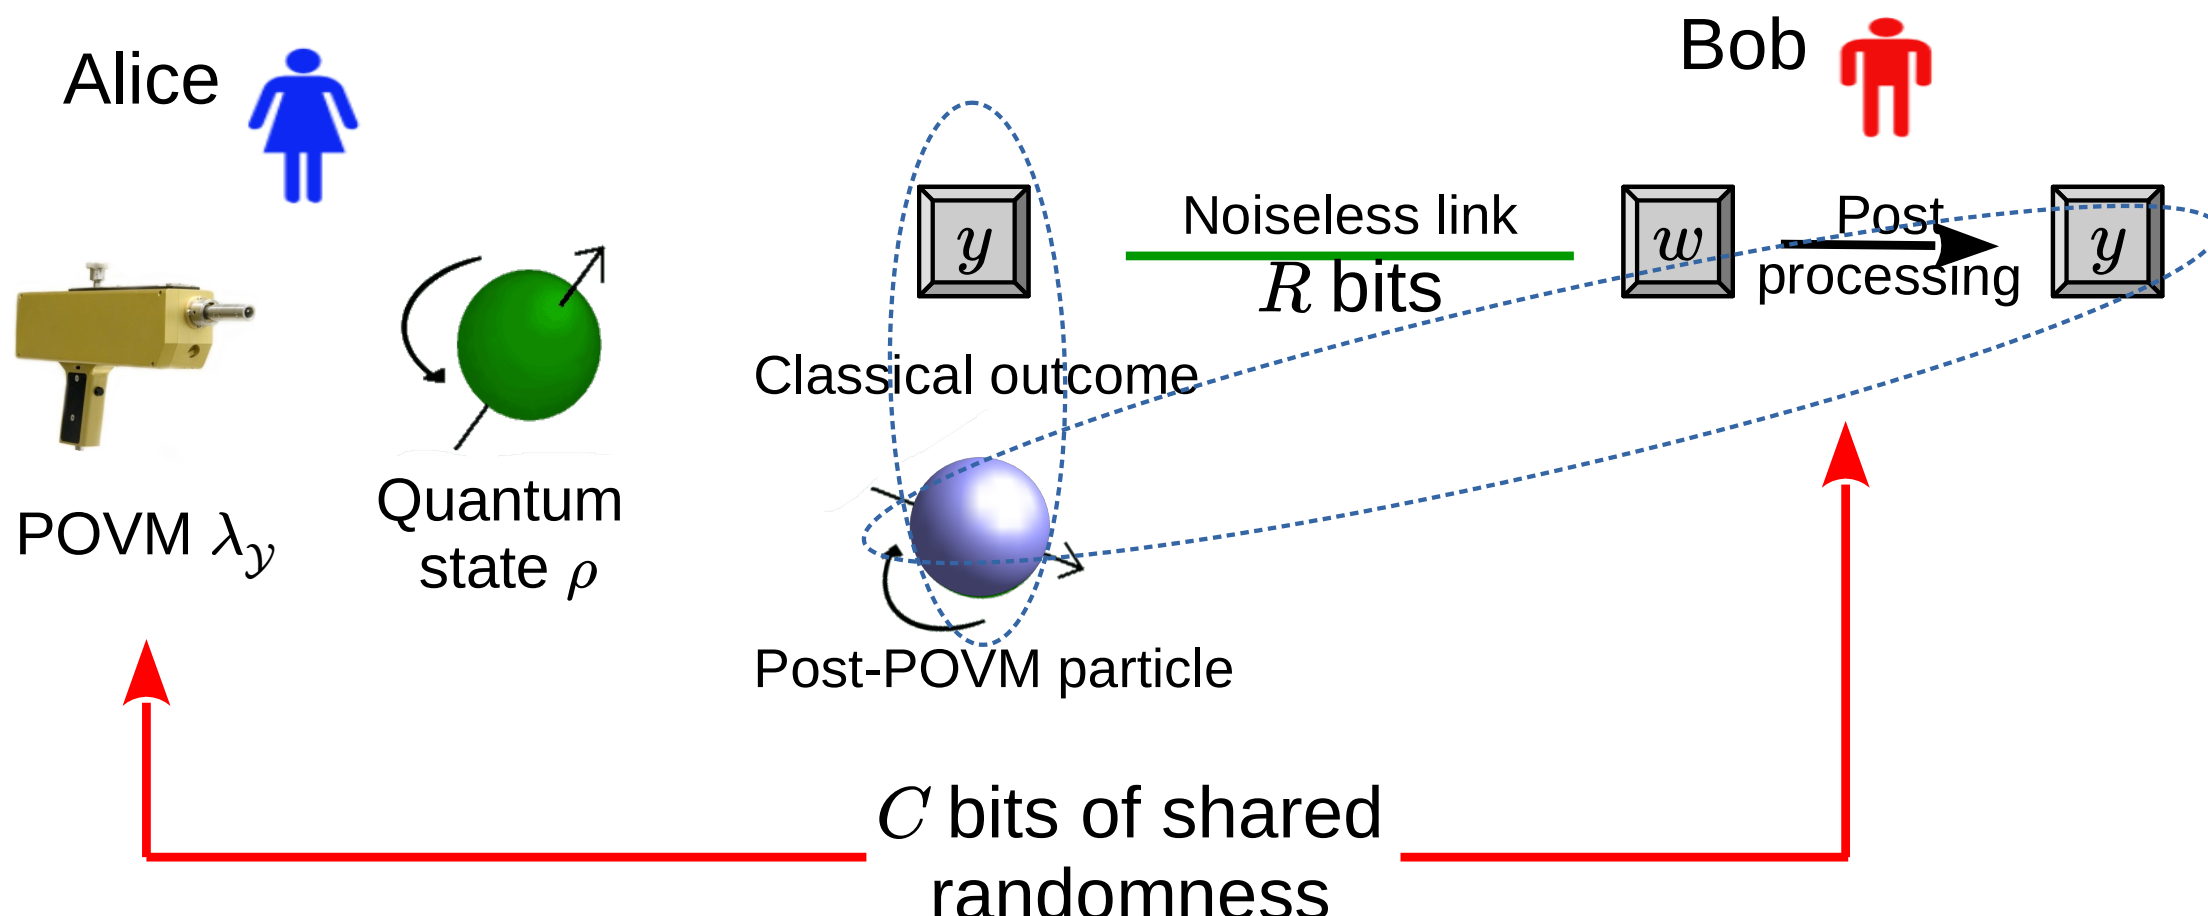 Alice
Bob
y
Noiseless link
R bits
w
Post
processing
y
Classical outcome
POVM λ_y
Quantum
state ρ
Post-POVM particle
C bits of shared
randomness